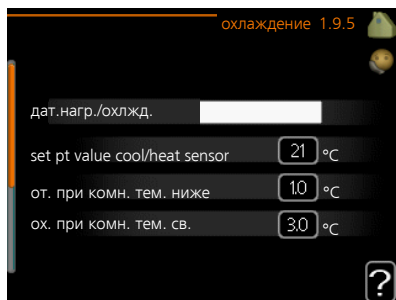 охлаждение 1.9.5
дат.нагр./охлжд.
set pt value cool/heat sensor 21 °C
от. при комн. тем. ниже 1.0 °C
ох. при комн. тем. св. 3.0 °C
?